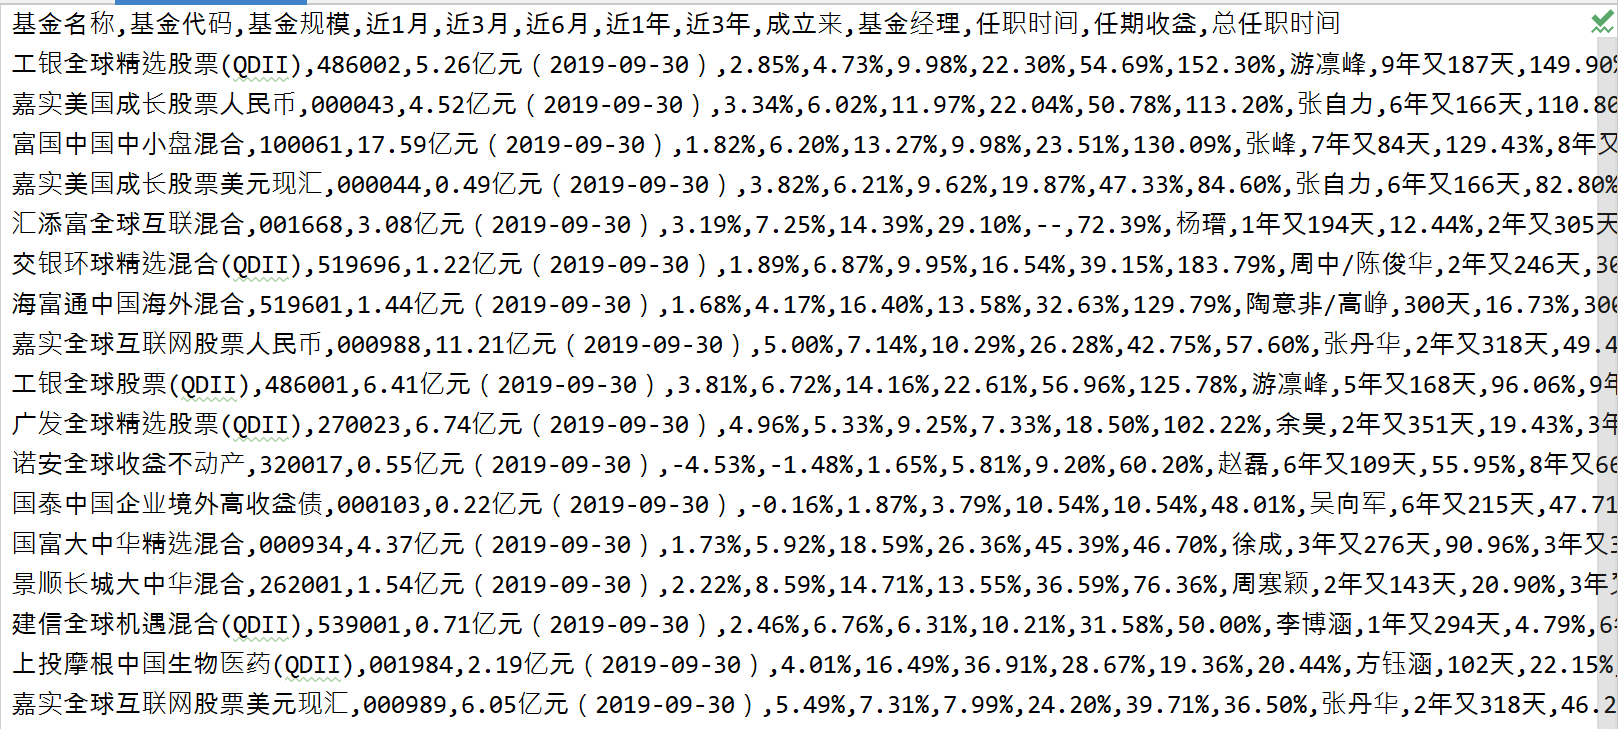 基金名称,基金代码,基金规模,近1月,近3月,近6月,近1年,近3年,成立来,基金经理,任职时间,任期收益,总任职时间
工银全球精选股票(QDII),486002,5.26亿元（2019-09-30）,2.85%,4.73%,9.98%,22.30%,54.69%,152.30%,游凛峰,9年又187天,149.90%
嘉实美国成长股票人民币,000043,4.52亿元（2019-09-30）,3.34%,6.02%,11.97%,22.04%,50.78%,113.20%,张自力,6年又166天,110.80
富国中国中小盘混合,100061,17.59亿元（2019-09-30）,1.82%,6.20%,13.27%,9.98%,23.51%,130.09%,张峰,7年又84天,129.43%,8年又
嘉实美国成长股票美元现汇,000044,0.49亿元（2019-09-30）,3.82%,6.21%,9.62%,19.87%,47.33%,84.60%,张自力,6年又166天,82.80%
汇添富全球互联混合,001668,3.08亿元（2019-09-30）,3.19%,7.25%,14.39%,29.10%,--,72.39%,杨瑨,1年又194天,12.44%,2年又305天
交银环球精选混合(QDII),519696,1.22亿元（2019-09-30）,1.89%,6.87%,9.95%,16.54%,39.15%,183.79%,周中/陈俊华,2年又246天,30
海富通中国海外混合,519601,1.44亿元（2019-09-30）,1.68%,4.17%,16.40%,13.58%,32.63%,129.79%,陶意非/高峥,300天,16.73%,300
嘉实全球互联网股票人民币,000988,11.21亿元（2019-09-30）,5.00%,7.14%,10.29%,26.28%,42.75%,57.60%,张丹华,2年又318天,49.4
工银全球股票(QDII),486001,6.41亿元（2019-09-30）,3.81%,6.72%,14.16%,22.61%,56.96%,125.78%,游凛峰,5年又168天,96.06%,9年
广发全球精选股票(QDII),270023,6.74亿元（2019-09-30）,4.96%,5.33%,9.25%,7.33%,18.50%,102.22%,余昊,2年又351天,19.43%,3年
诺安全球收益不动产,320017,0.55亿元（2019-09-30）,-4.53%,-1.48%,1.65%,5.81%,9.20%,60.20%,赵磊,6年又109天,55.95%,8年又66
国泰中国企业境外高收益债,000103,0.22亿元（2019-09-30）,-0.16%,1.87%,3.79%,10.54%,10.54%,48.01%,吴向军,6年又215天,47.71
国富大中华精选混合,000934,4.37亿元（2019-09-30）,1.73%,5.92%,18.59%,26.36%,45.39%,46.70%,徐成,3年又276天,90.96%,3年又
景顺长城大中华混合,262001,1.54亿元（2019-09-30）,2.22%,8.59%,14.71%,13.55%,36.59%,76.36%,周寒颖,2年又143天,20.90%,3年
建信全球机遇混合(QDII),539001,0.71亿元（2019-09-30）,2.46%,6.76%,6.31%,10.21%,31.58%,50.00%,李博涵,1年又294天,4.79%,6
上投摩根中国生物医药(QDII),001984,2.19亿元（2019-09-30）,4.01%,16.49%,36.91%,28.67%,19.36%,20.44%,方钰涵,102天,22.15%
嘉实全球互联网股票美元现汇,000989,6.05亿元（2019-09-30）,5.49%,7.31%,7.99%,24.20%,39.71%,36.50%,张丹华,2年又318天,46.2